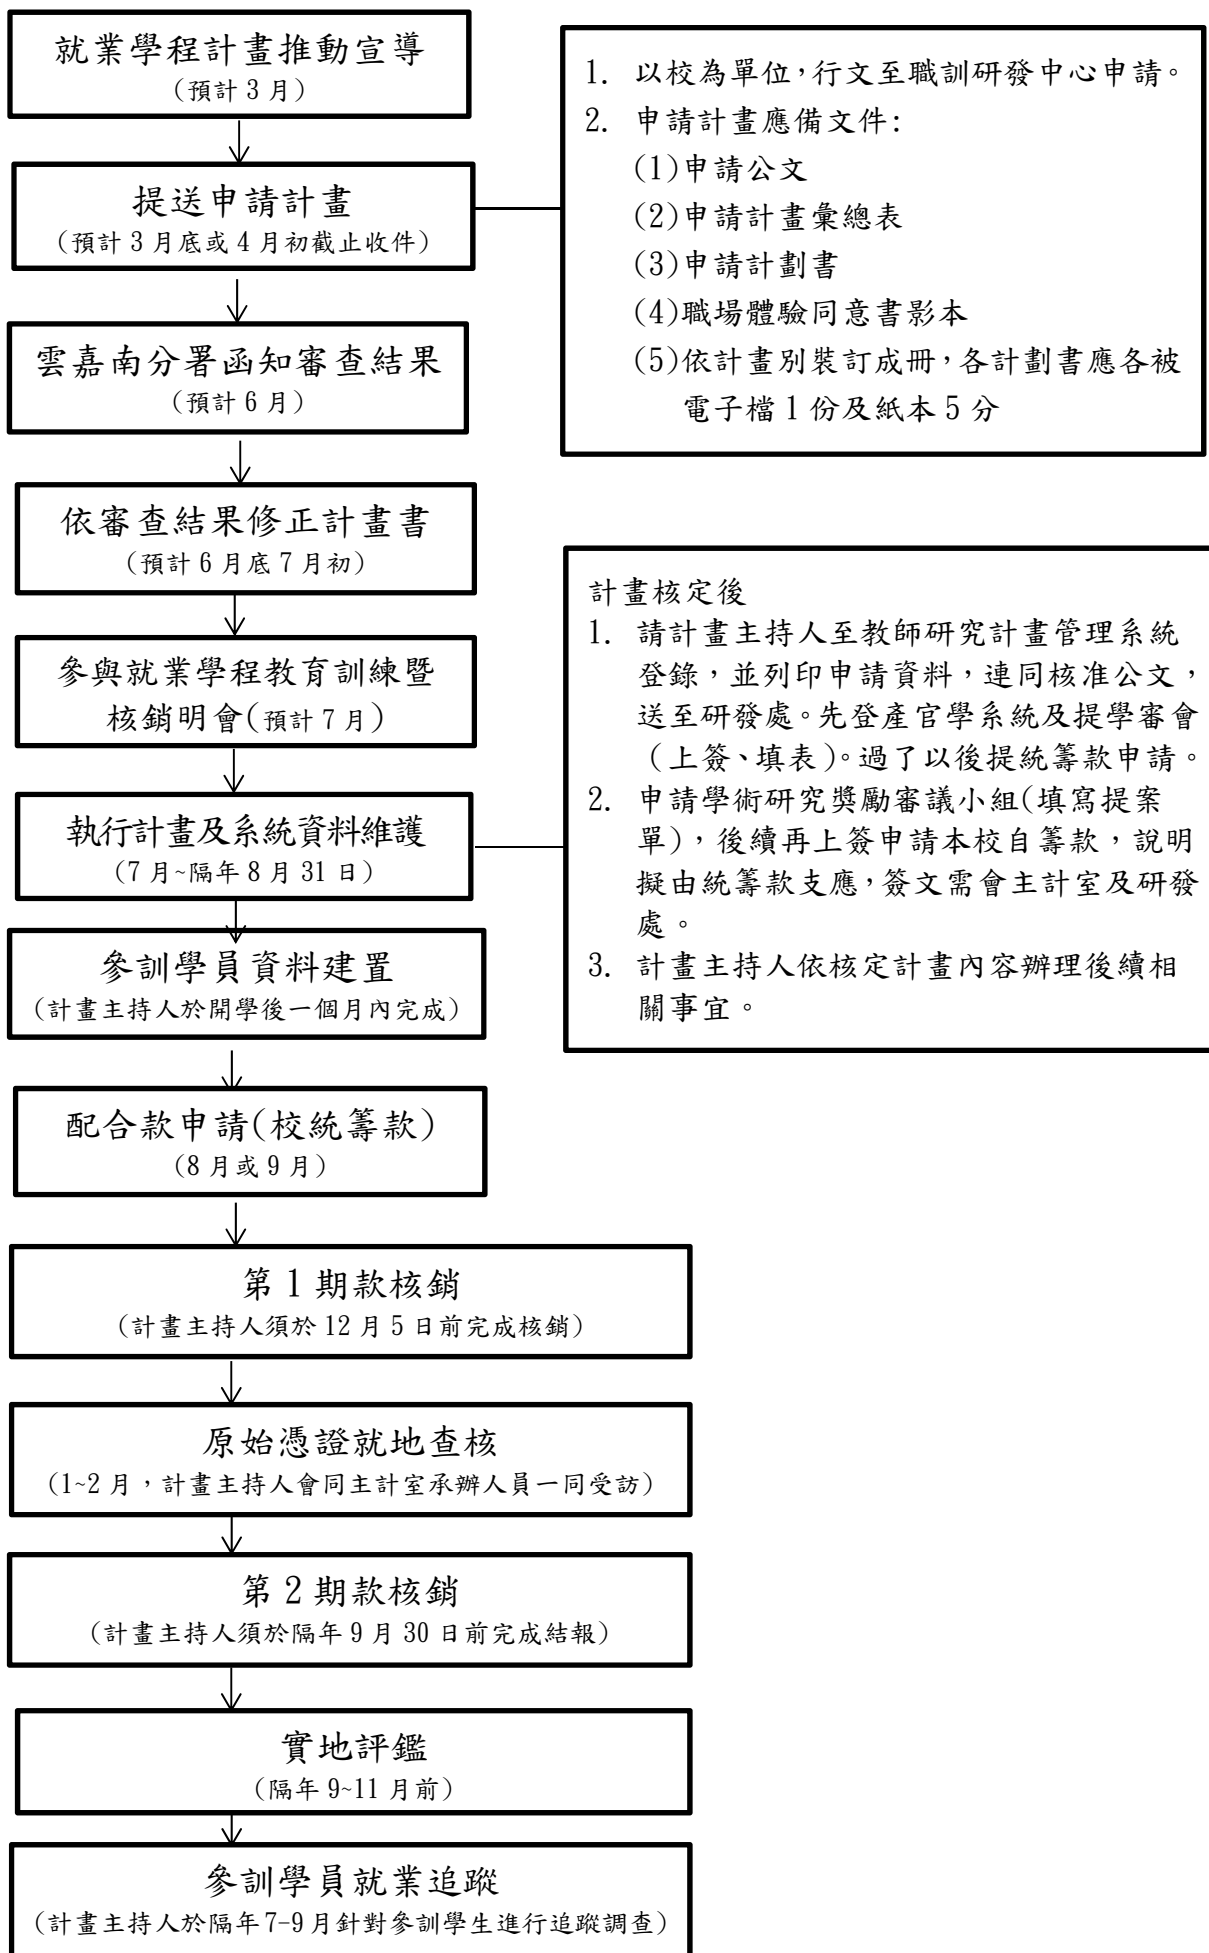 就業學程計畫推動宣導
(預計 3 月)
提送申請計畫
(預計 3 月底或 4 月初截止收件)
1. 以校為單位,行文至職訓研發中心申請。
2. 申請計畫應備文件:
(1)申請公文
(2)申請計畫彙總表
(3)申請計劃書
(4)職場體驗同意書影本
(5)依計畫別裝訂成冊,各計劃書應各被
電子檔 1 份及紙本 5 分
雲嘉南分署函知審查結果
(預計 6 月)
依審查結果修正計畫書
(預計 6 月底 7 月初)
參與就業學程教育訓練暨
核銷明會(預計 7 月)
執行計畫及系統資料維護
(7 月~隔年 8 月 31 日)
計畫核定後
1. 請計畫主持人至教師研究計畫管理系統
登錄,並列印申請資料,連同核准公文,
送至研發處。先登產官學系統及提學審會
(上簽、填表)。過了以後提統籌款申請。
2. 申請學術研究獎勵審議小組(填寫提案
單),後續再上簽申請本校自籌款,說明
擬由統籌款支應,簽文需會主計室及研發
處。
3. 計畫主持人依核定計畫內容辦理後續相
關事宜。
參訓學員資料建置
(計畫主持人於開學後一個月內完成)
配合款申請(校統籌款)
(8 月或 9 月)
第 1 期款核銷
(計畫主持人須於 12 月 5 日前完成核銷)
原始憑證就地查核
(1~2 月,計畫主持人會同主計室承辦人員一同受訪)
第 2 期款核銷
(計畫主持人須於隔年 9 月 30 日前完成結報)
實地評鑑
(隔年 9~11 月前)
參訓學員就業追蹤
(計畫主持人於隔年 7-9 月針對參訓學生進行追蹤調查)